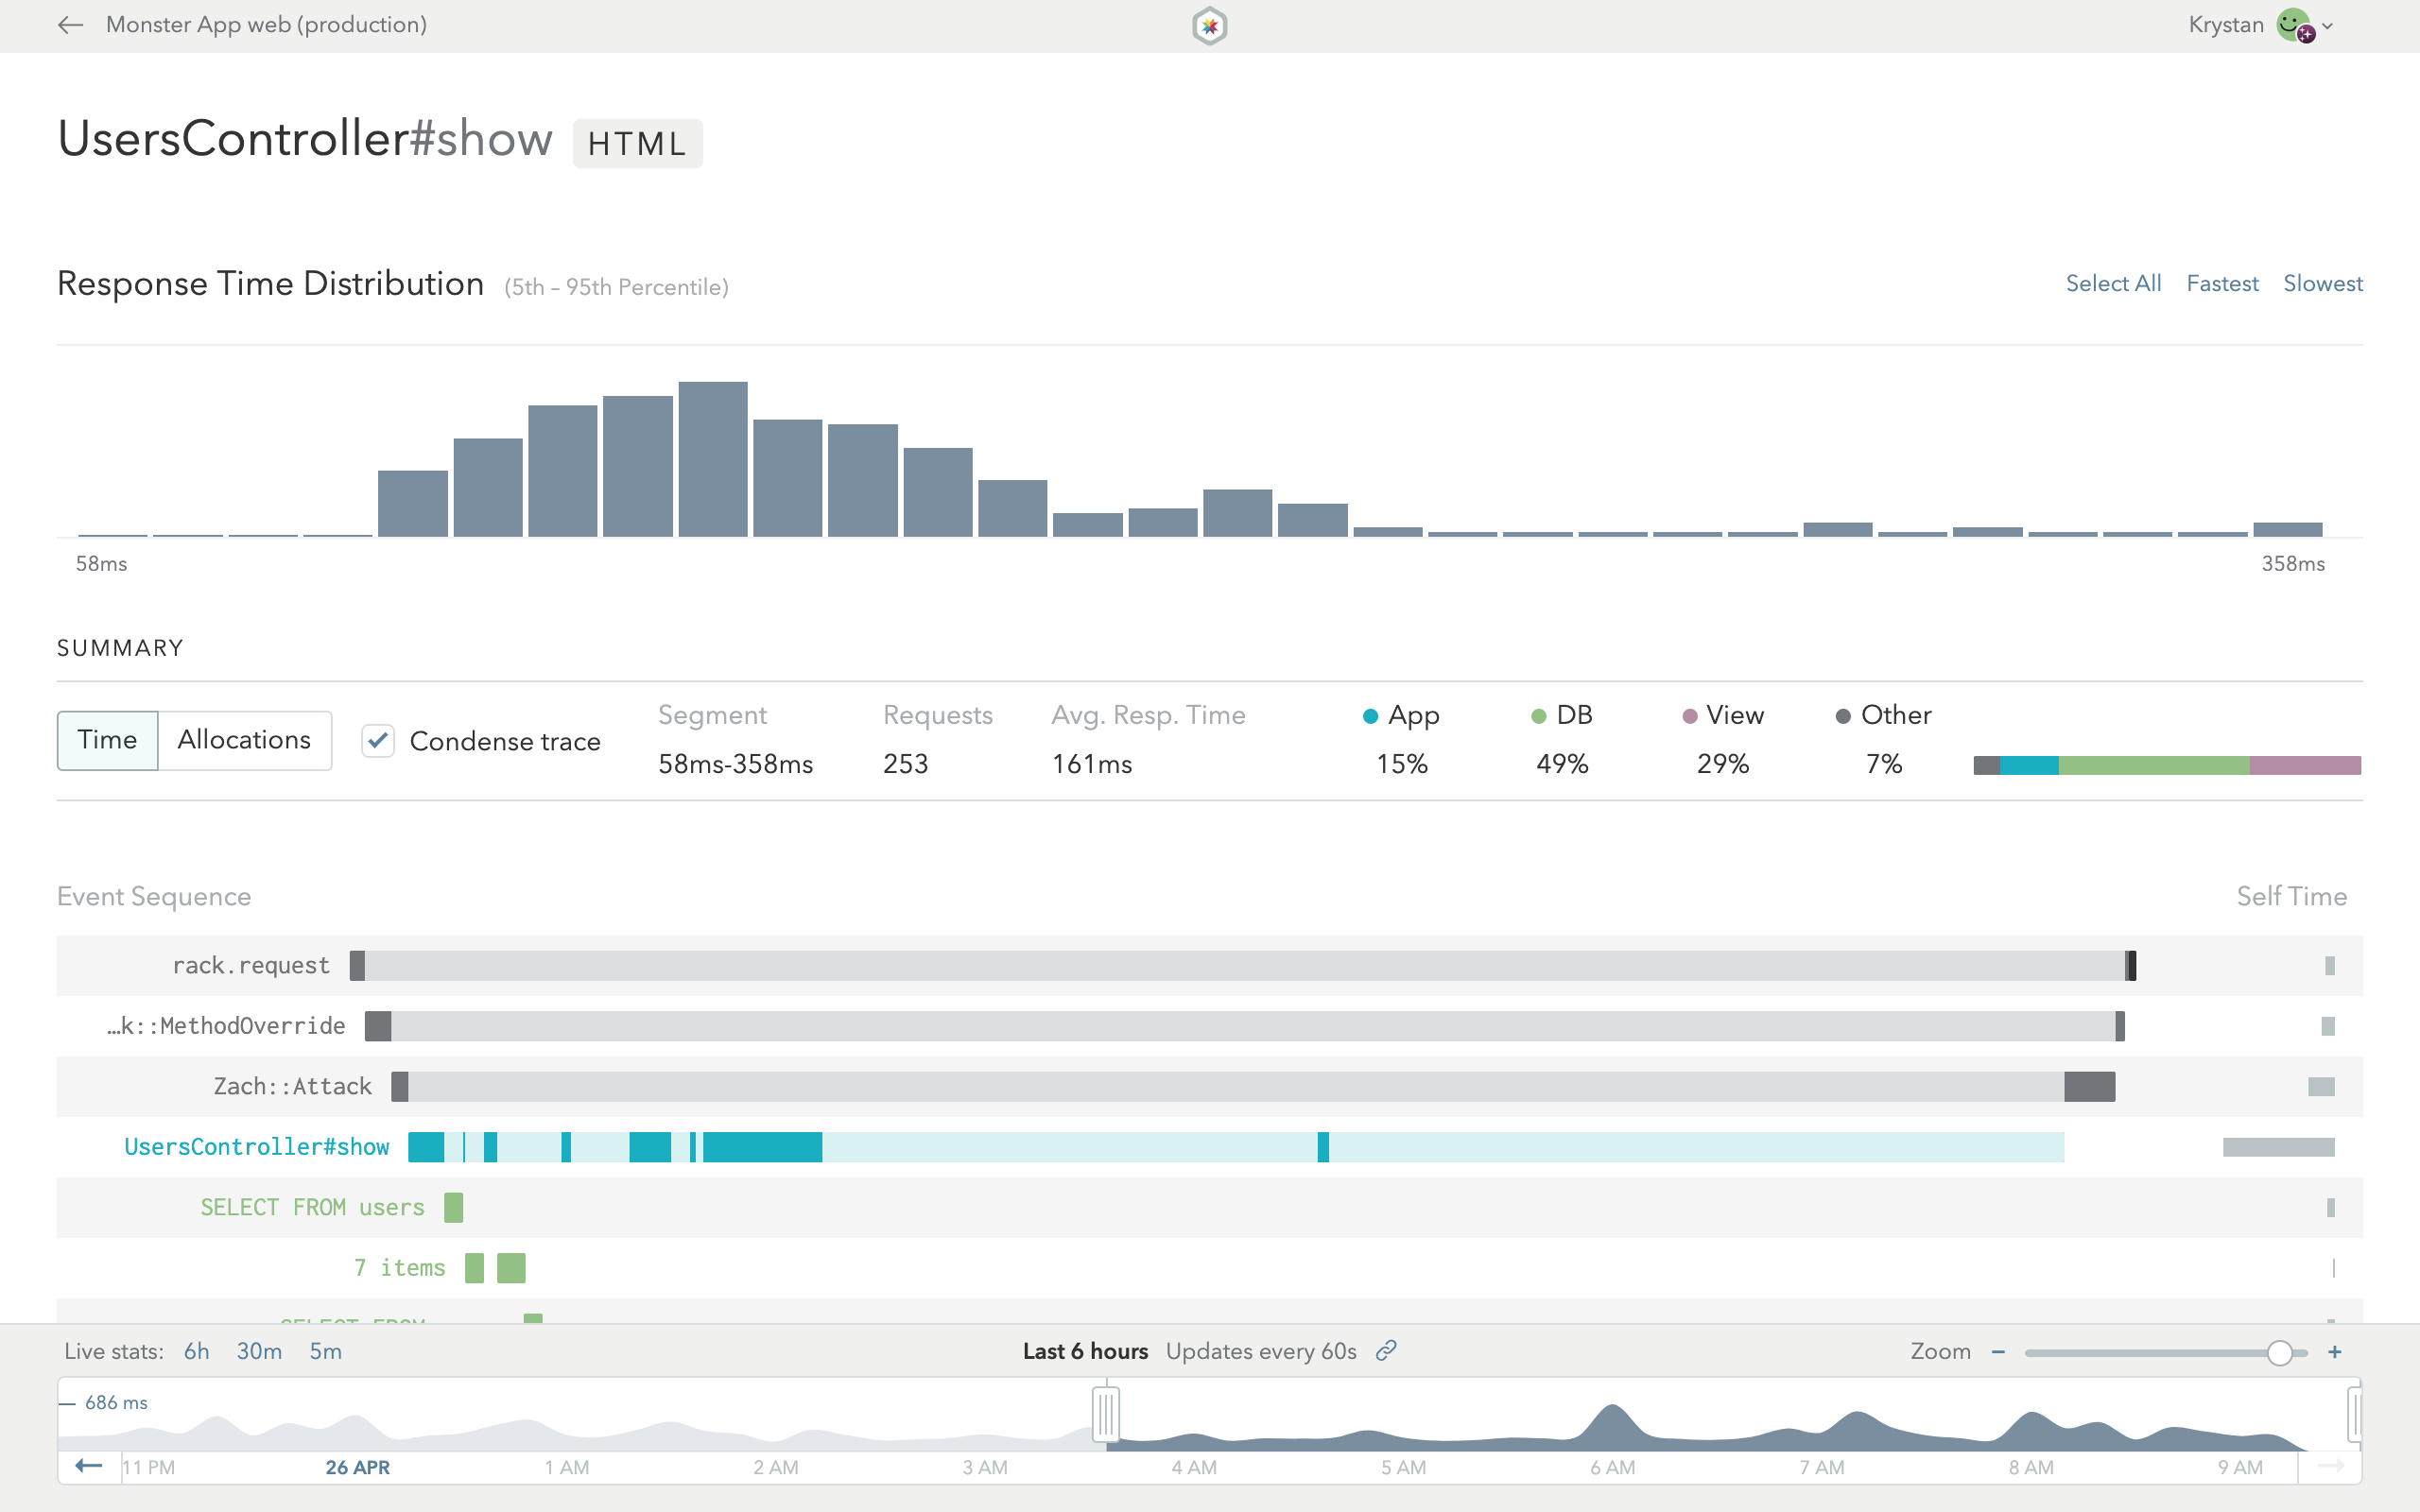 Monster App web (production)
Krystan
UsersController#show HTML
Response Time Distribution (5th – 95th Percentile)
Select All Fastest Slowest
58ms
358ms
SUMMARY
Time Allocations Condense trace
Segment Requests Avg. Resp. Time App DB View Other
58ms-358ms 253 161ms 15% 49% 29% 7%
Event Sequence
Self Time
rack.request
…k::MethodOverride
Zach::Attack
UsersController#show
SELECT FROM users
7 items
SELECT FROM
Live stats: 6h 30m 5m
Last 6 hours Updates every 60s
Zoom − +
686 ms
11 PM 26 APR 1 AM 2 AM 3 AM 4 AM 5 AM 6 AM 7 AM 8 AM 9 AM